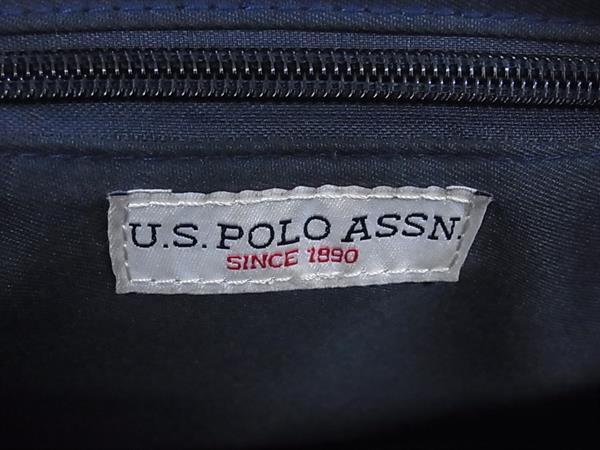 U.S. POLO ASSN.
SINCE 1890